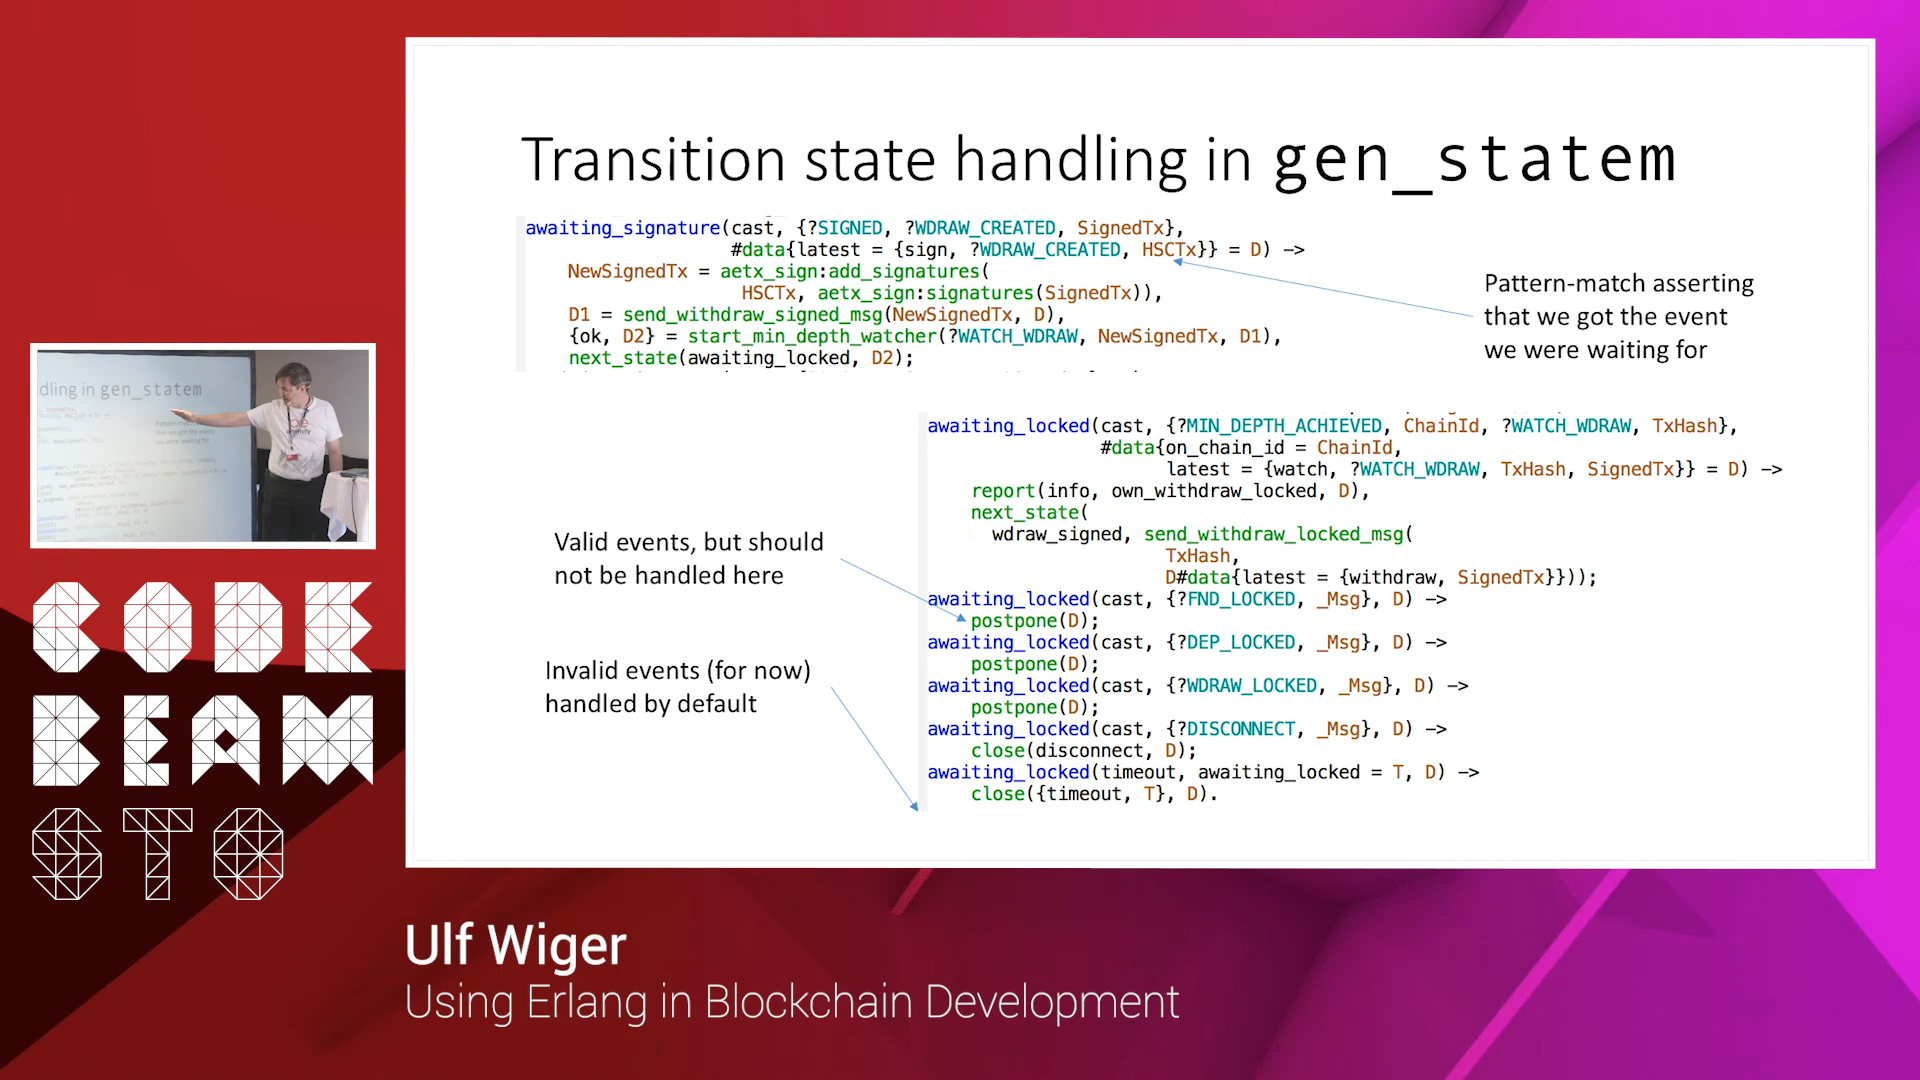 Transition state handling in gen_statem
awaiting_signature(cast, {?SIGNED, ?WDRAW_CREATED, SignedTx},
#data{latest = {sign, ?WDRAW_CREATED, HSCTx}} = D) ->
NewSignedTx = aetx_sign:add_signatures(
HSCTx, aetx_sign:signatures(SignedTx)),
D1 = send_withdraw_signed_msg(NewSignedTx, D),
{ok, D2} = start_min_depth_watcher(?WATCH_WDRAW, NewSignedTx, D1),
next_state(awaiting_locked, D2);
Pattern-match asserting
that we got the event
we were waiting for
awaiting_locked(cast, {?MIN_DEPTH_ACHIEVED, ChainId, ?WATCH_WDRAW, TxHash},
#data{on_chain_id = ChainId,
latest = {watch, ?WATCH_WDRAW, TxHash, SignedTx}} = D) ->
report(info, own_withdraw_locked, D),
next_state(
wdraw_signed, send_withdraw_locked_msg(
TxHash,
D#data{latest = {withdraw, SignedTx}}));
awaiting_locked(cast, {?FND_LOCKED, _Msg}, D) ->
postpone(D);
awaiting_locked(cast, {?DEP_LOCKED, _Msg}, D) ->
postpone(D);
awaiting_locked(cast, {?WDRAW_LOCKED, _Msg}, D) ->
postpone(D);
awaiting_locked(cast, {?DISCONNECT, _Msg}, D) ->
close(disconnect, D);
awaiting_locked(timeout, awaiting_locked = T, D) ->
close({timeout, T}, D).
Valid events, but should
not be handled here
Invalid events (for now)
handled by default
dling in gen_statem
CODE
BEAM
STO
Ulf Wiger
Using Erlang in Blockchain Development